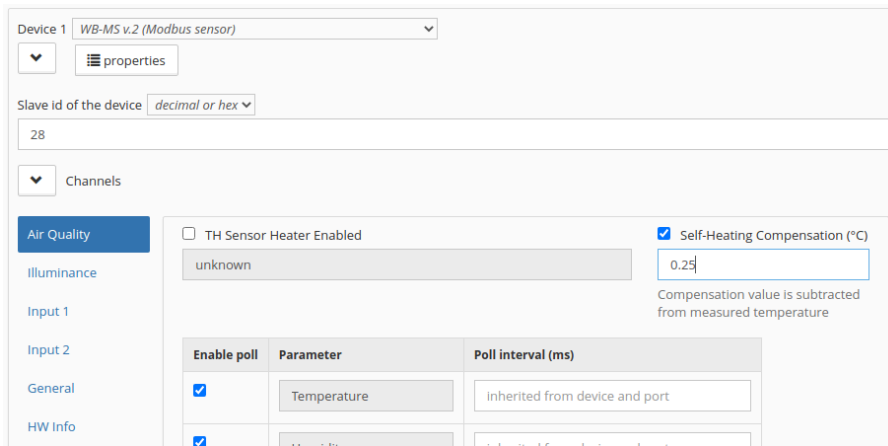 Device 1 WB-MS v.2 (Modbus sensor)
properties
Slave id of the device decimal or hex
28
Channels
Air Quality
Illuminance
Input 1
Input 2
General
HW Info
TH Sensor Heater Enabled
unknown
Self-Heating Compensation (°C)
0.25
Compensation value is subtracted
from measured temperature
Enable poll Parameter Poll interval (ms)
Temperature inherited from device and port